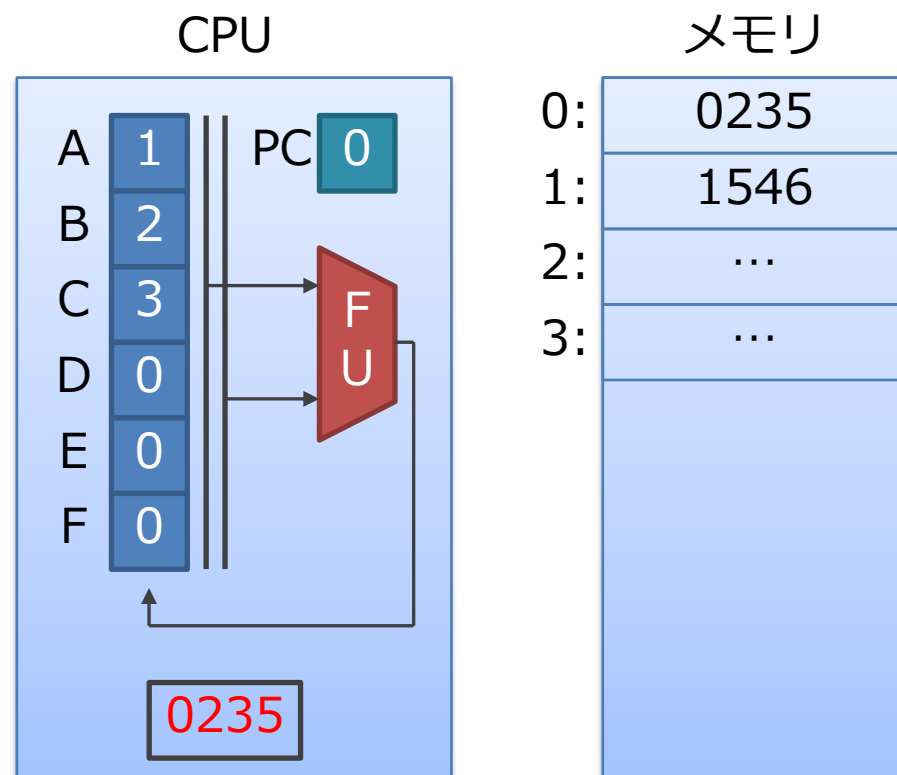 CPU
A 1 PC 0
B 2
C 3
D 0
E 0
F 0
F
U
0235
メモリ
0: 0235
1: 1546
2: …
3: …